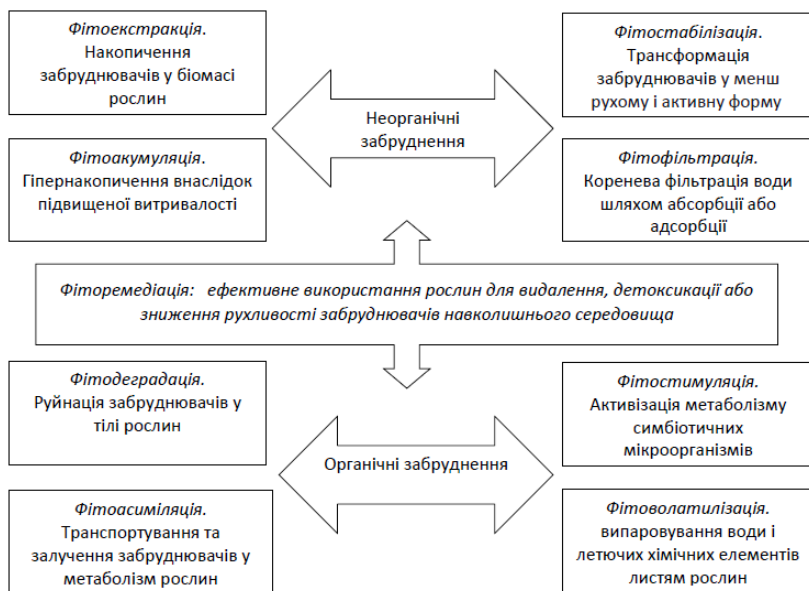 Фітоекстракція.
Накопичення
забруднювачів у біомасі
рослин
Фітостабілізація.
Трансформація
забруднювачів у менш
рухому і активну форму
Неорганічні
забруднення
Фітоакумуляція.
Гіпернакопичення внаслідок
підвищеної витривалості
Фітофільтрація.
Коренева фільтрація води
шляхом абсорбції або
адсорбції
Фіторемедіація: ефективне використання рослин для видалення, детоксикації або
зниження рухливості забруднювачів навколишнього середовища
Фітодеградація.
Руйнація забруднювачів у
тілі рослин
Фітостимуляція.
Активізація метаболізму
симбіотичних
мікроорганізмів
Органічні забруднення
Фітоасиміляція.
Транспортування та
залучення забруднювачів у
метаболізм рослин
Фітоволатилізація.
випаровування води і
летючих хімічних елементів
листям рослин